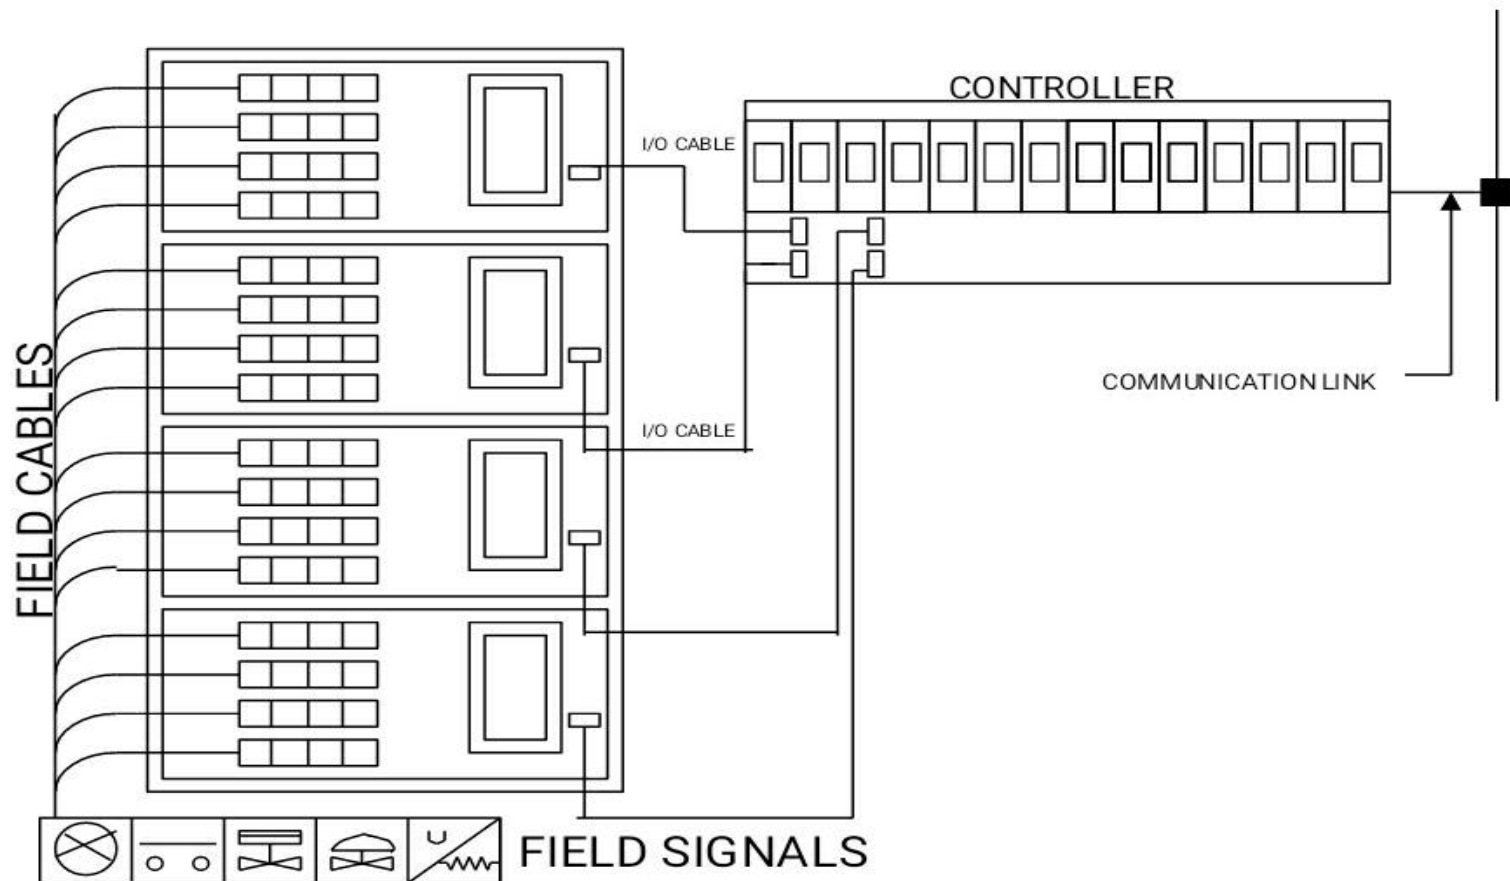 CONTROLLER
I/O CABLE
COMMUNICATION LINK
I/O CABLE
FIELD CABLES
U
FIELD SIGNALS